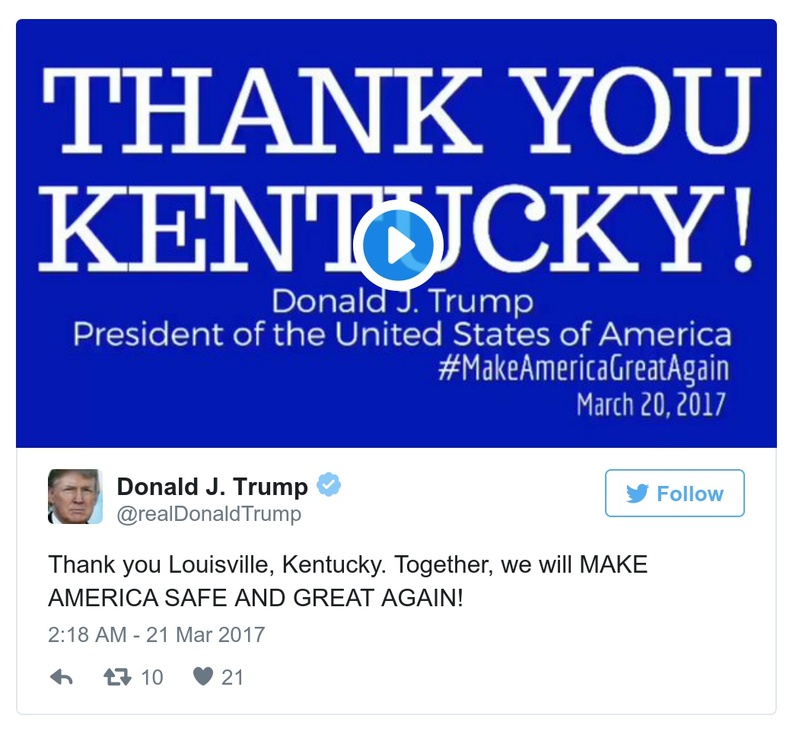 THANK YOU
KENTUCKY!
Donald J. Trump
President of the United States of America
#MakeAmericaGreatAgain
March 20, 2017
Donald J. Trump
Follow
@realDonaldTrump
Thank you Louisville, Kentucky. Together, we will MAKE
AMERICA SAFE AND GREAT AGAIN!
2:18 AM - 21 Mar 2017
10 21